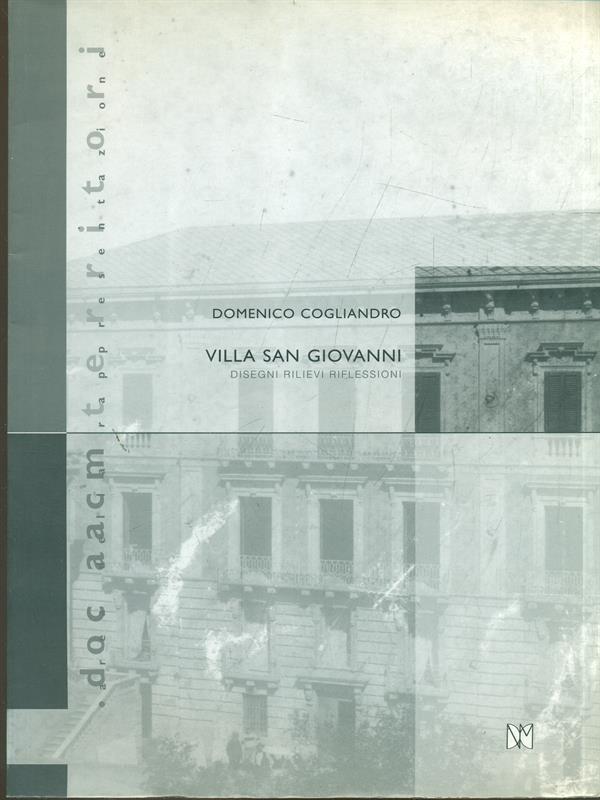 DOMENICO COGLIANDRO
VILLA SAN GIOVANNI
DISEGNI RILIEVI RIFLESSIONI
.doc aacm territori